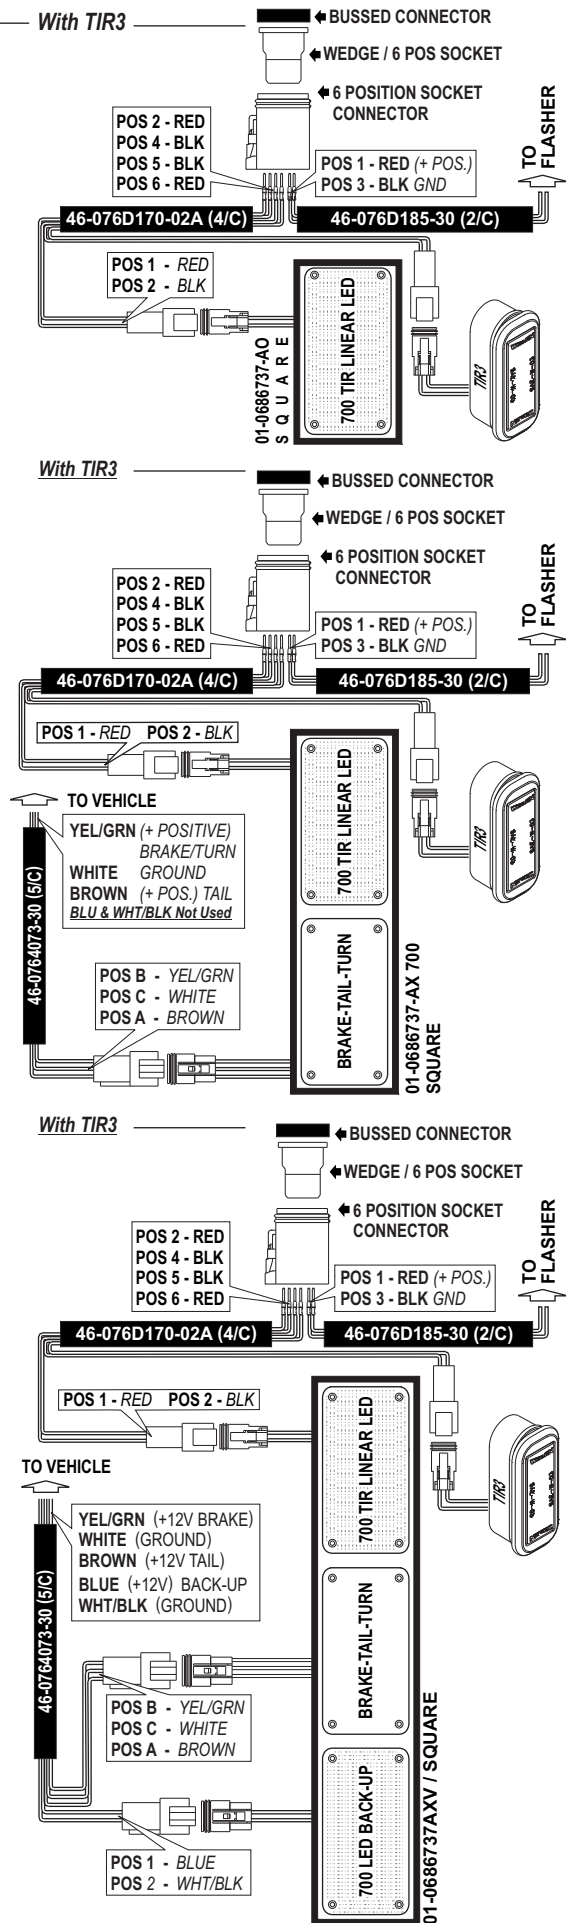 With TIR3
BUSSED CONNECTOR
WEDGE / 6 POS SOCKET
6 POSITION SOCKET
CONNECTOR
POS 2 - RED
POS 4 - BLK
POS 5 - BLK
POS 6 - RED
POS 1 - RED (+ POS.)
POS 3 - BLK GND
TO
FLASHER
46-076D170-02A (4/C)
46-076D185-30 (2/C)
POS 1 - RED
POS 2 - BLK
01-0686737-AO
SQUARE
700 TIR LINEAR LED
TIR3
With TIR3
BUSSED CONNECTOR
WEDGE / 6 POS SOCKET
6 POSITION SOCKET
CONNECTOR
POS 2 - RED
POS 4 - BLK
POS 5 - BLK
POS 6 - RED
POS 1 - RED (+ POS.)
POS 3 - BLK GND
TO
FLASHER
46-076D170-02A (4/C)
46-076D185-30 (2/C)
POS 1 - RED POS 2 - BLK
TO VEHICLE
YEL/GRN (+ POSITIVE)
BRAKE/TURN
WHITE GROUND
BROWN (+ POS.) TAIL
BLU & WHT/BLK Not Used
46-0764073-30 (5/C)
POS B - YEL/GRN
POS C - WHITE
POS A - BROWN
700 TIR LINEAR LED
BRAKE-TAIL-TURN
01-0686737-AX 700
SQUARE
TIR3
With TIR3
BUSSED CONNECTOR
WEDGE / 6 POS SOCKET
6 POSITION SOCKET
CONNECTOR
POS 2 - RED
POS 4 - BLK
POS 5 - BLK
POS 6 - RED
POS 1 - RED (+ POS.)
POS 3 - BLK GND
TO
FLASHER
46-076D170-02A (4/C)
46-076D185-30 (2/C)
POS 1 - RED POS 2 - BLK
TO VEHICLE
YEL/GRN (+12V BRAKE)
WHITE (GROUND)
BROWN (+12V TAIL)
BLUE (+12V) BACK-UP
WHT/BLK (GROUND)
46-0764073-30 (5/C)
POS B - YEL/GRN
POS C - WHITE
POS A - BROWN
POS 1 - BLUE
POS 2 - WHT/BLK
700 TIR LINEAR LED
BRAKE-TAIL-TURN
700 LED BACK-UP
01-0686737AXV / SQUARE
TIR3